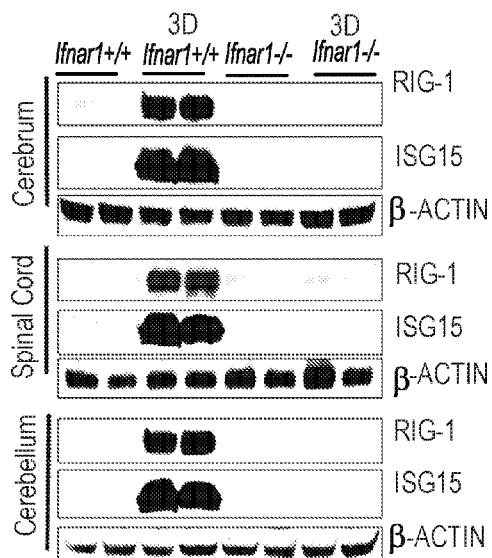 3D 3D
Ifnar1+/+ Ifnar1+/+ Ifnar1-/- Ifnar1-/-
Cerebrum
RIG-1
ISG15
β-ACTIN
Spinal Cord
RIG-1
ISG15
β-ACTIN
Cerebellum
RIG-1
ISG15
β-ACTIN